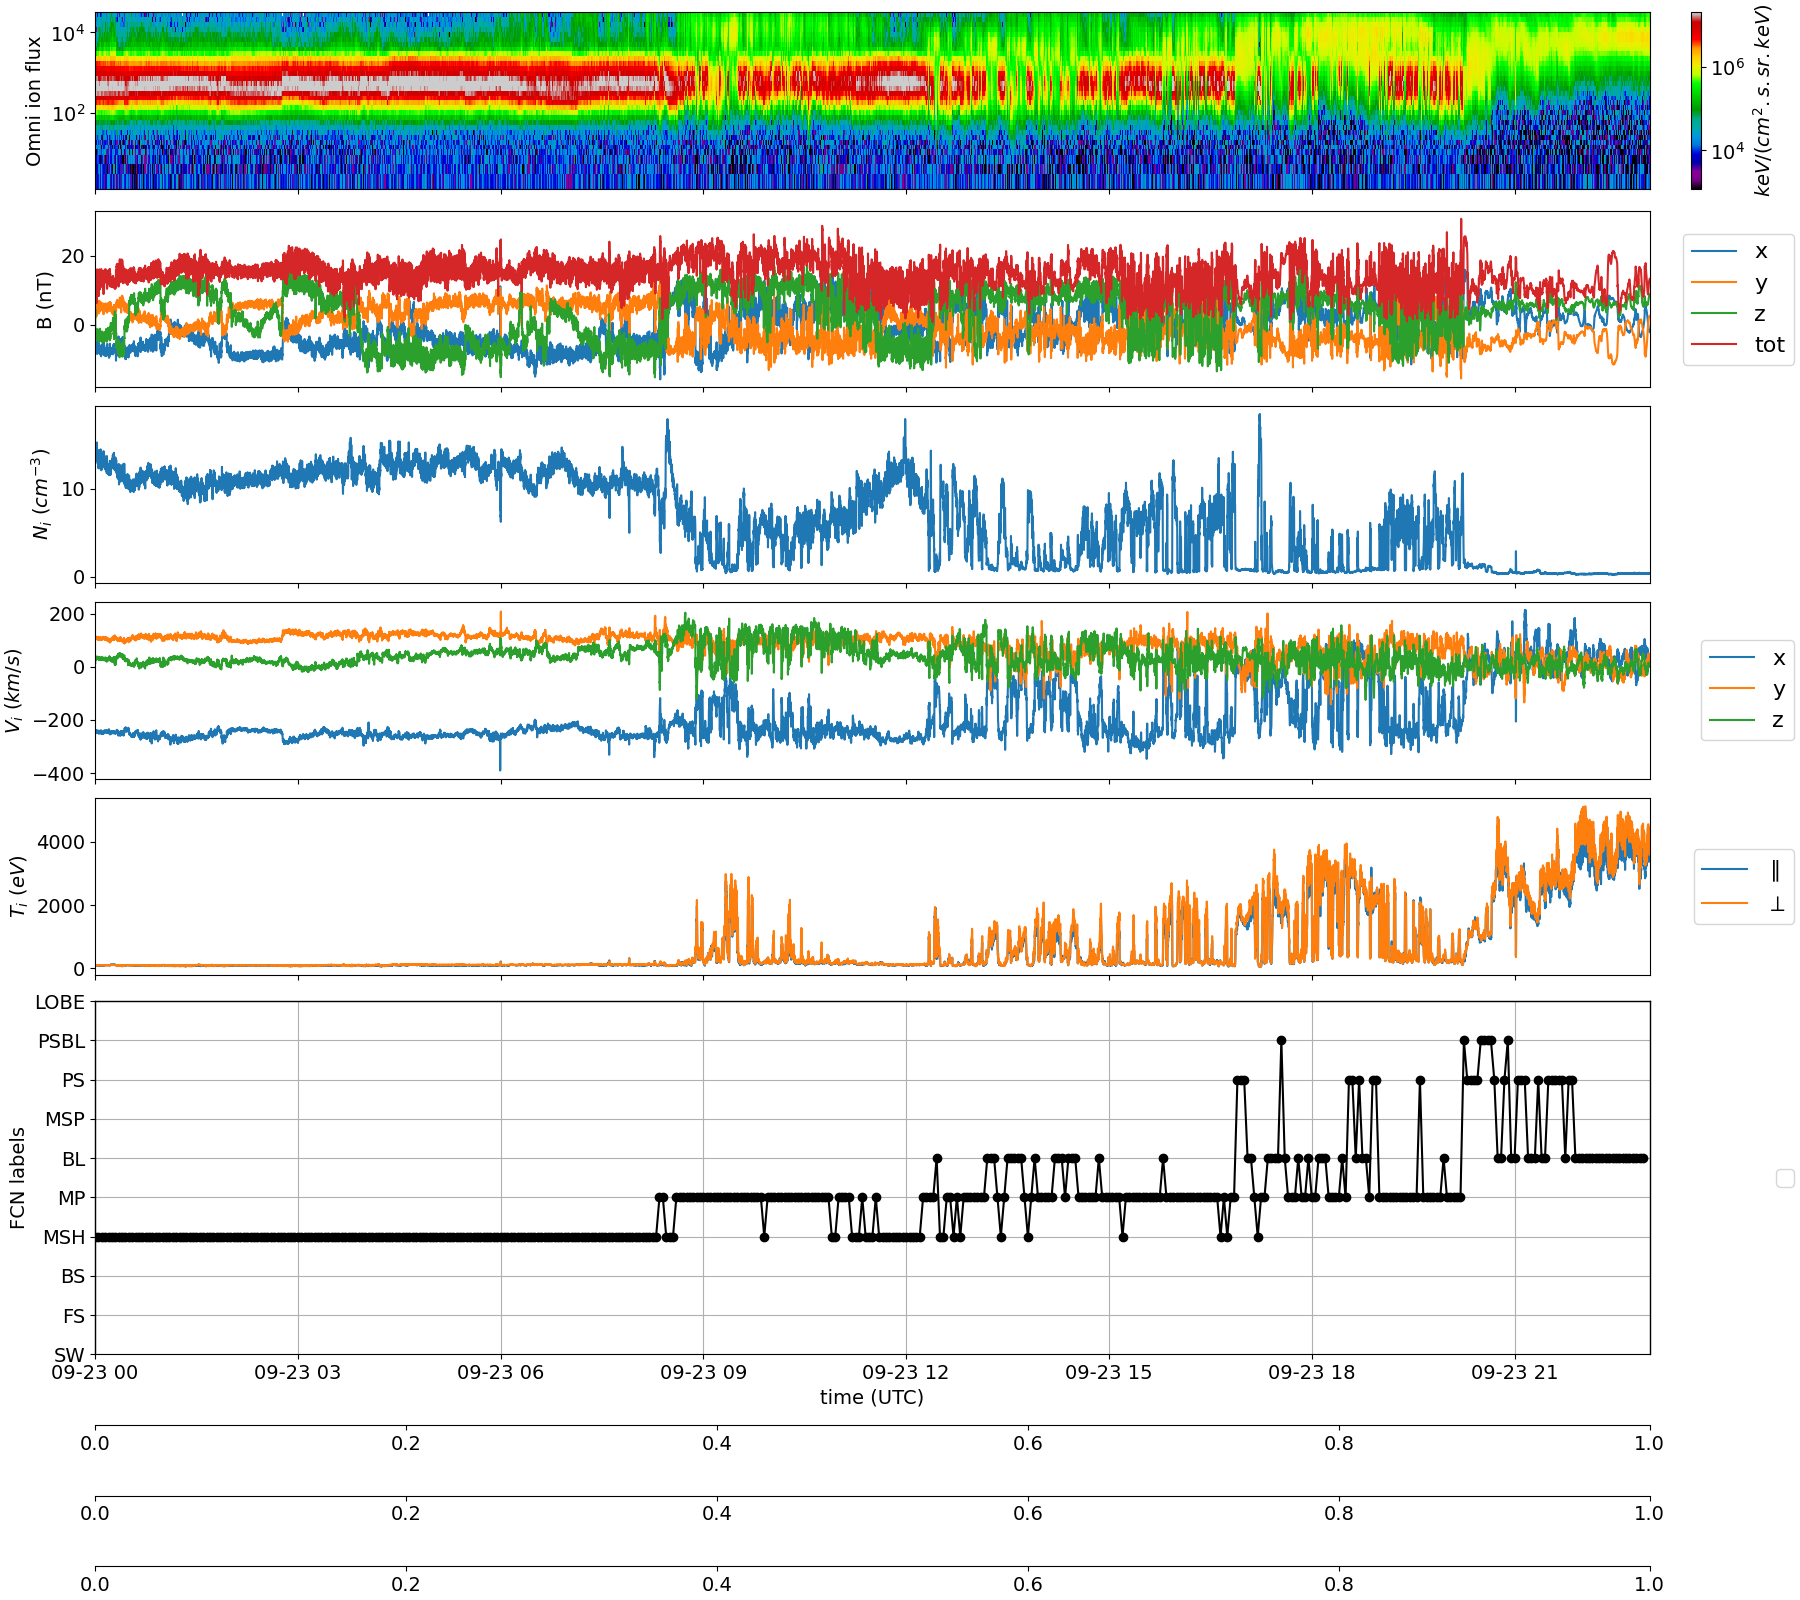 Omni ion flux
10^4
10^2
10^6
10^4
keV/(cm^2.s.sr.keV)
B (nT)
20
0
x
y
z
tot
N_i (cm^{-3})
10
0
V_i (km/s)
200
0
−200
−400
x
y
z
T_i (eV)
4000
2000
0
∥
⊥
FCN labels
LOBE
PSBL
PS
MSP
BL
MP
MSH
BS
FS
SW
09-23 00 09-23 03 09-23 06 09-23 09 09-23 12 09-23 15 09-23 18 09-23 21
time (UTC)
0.0 0.2 0.4 0.6 0.8 1.0
0.0 0.2 0.4 0.6 0.8 1.0
0.0 0.2 0.4 0.6 0.8 1.0